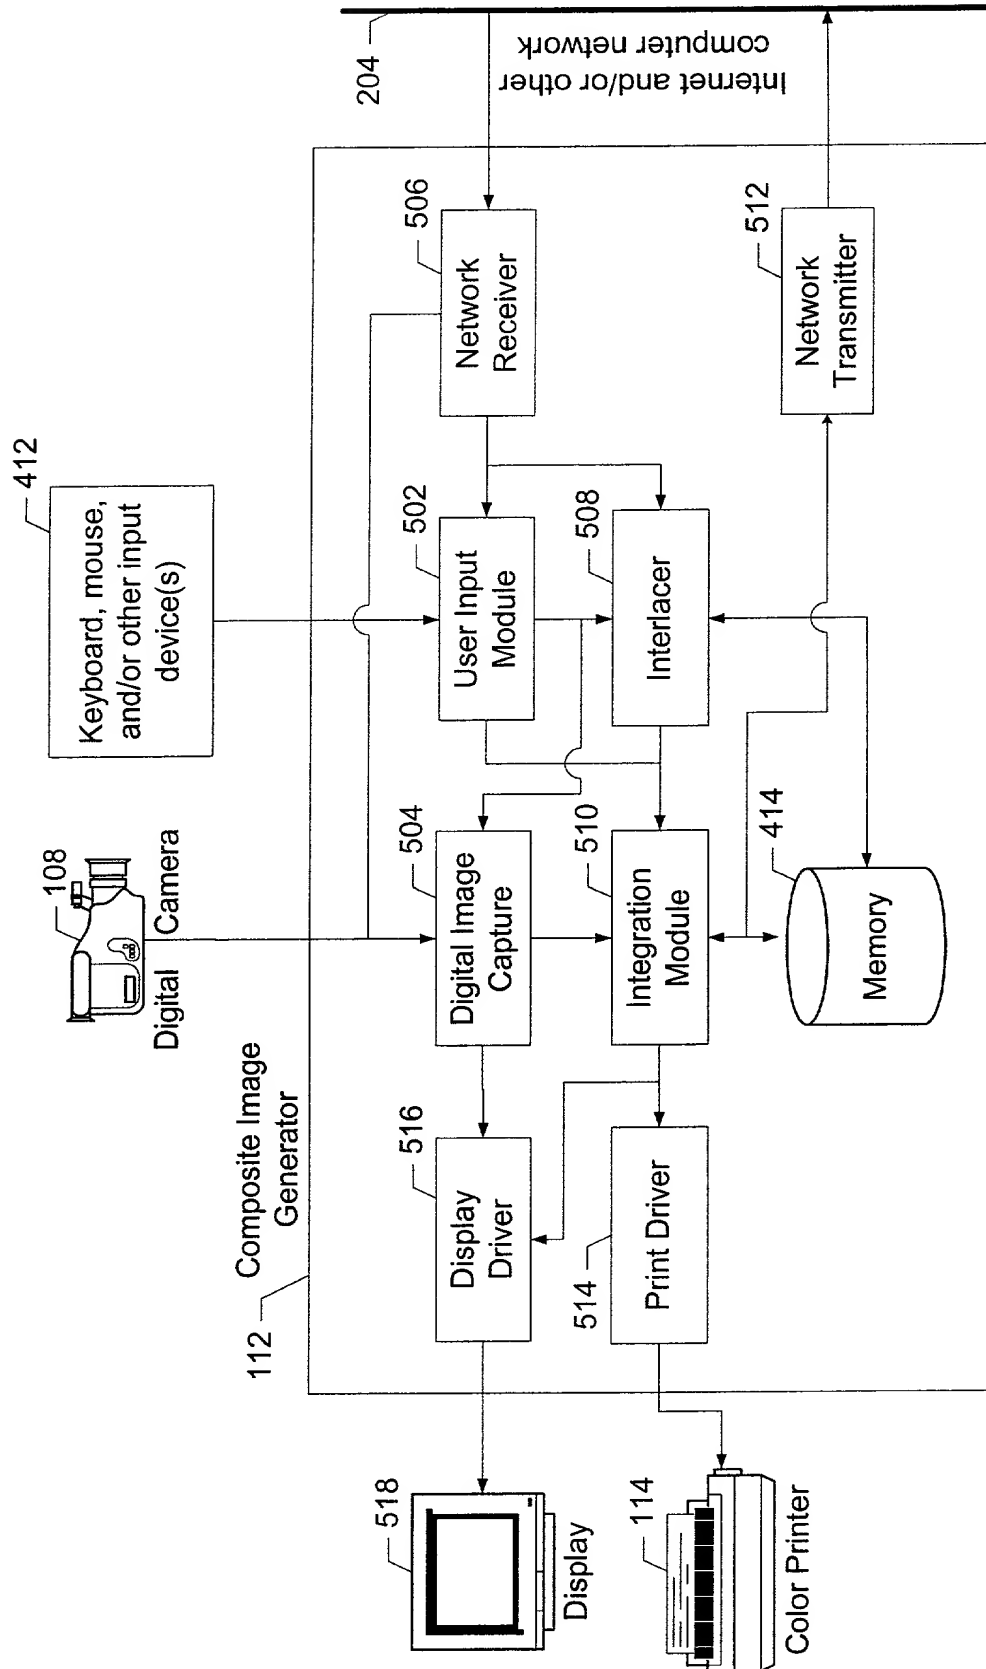 412
Keyboard, mouse,
and/or other input
device(s)
108
Digital Camera
204
Internet and/or other
computer network
Composite Image
Generator
112
518
Display
516
Display
Driver
504
Digital Image
Capture
502
User Input
Module
506
Network
Receiver
114
Color Printer
514
Print Driver
510
Integration
Module
508
Interlacer
512
Network
Transmitter
414
Memory